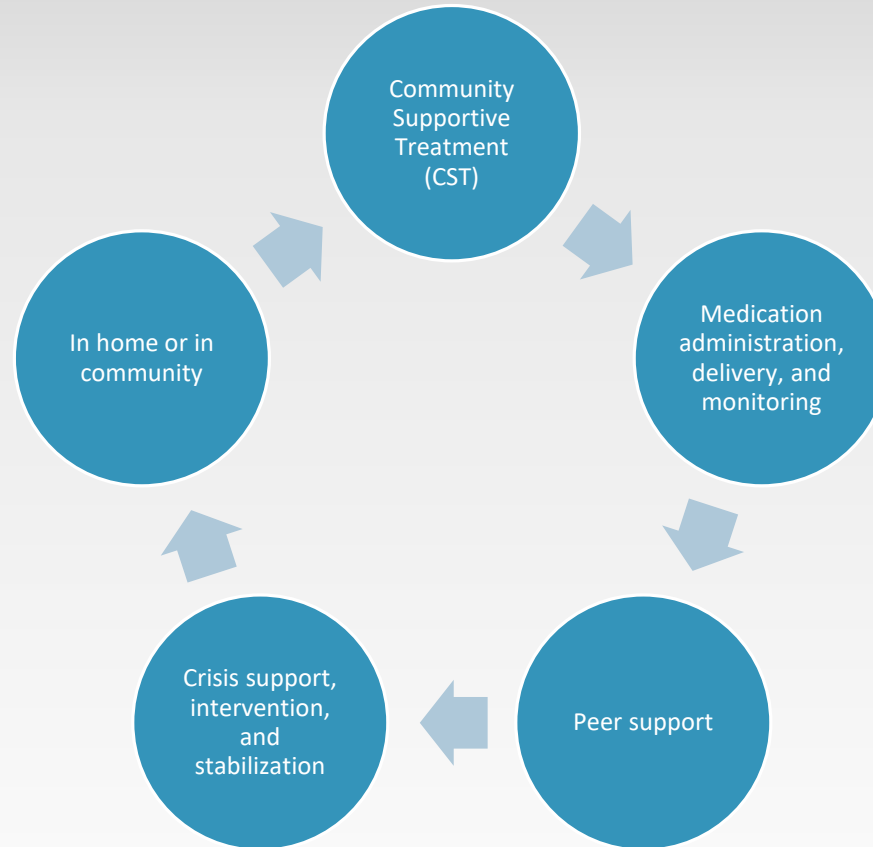 Community
Supportive
Treatment
(CST)
Medication
administration,
delivery, and
monitoring
Peer support
Crisis support,
intervention,
and
stabilization
In home or in
community